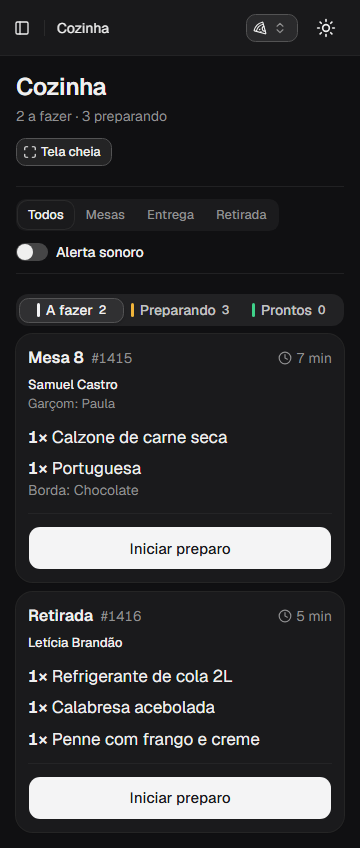 Cozinha
Cozinha
2 a fazer · 3 preparando
Tela cheia
Todos Mesas Entrega Retirada
Alerta sonoro
A fazer 2 Preparando 3 Prontos 0
Mesa 8 #1415 7 min
Samuel Castro
Garçom: Paula
1× Calzone de carne seca
1× Portuguesa
Borda: Chocolate
Iniciar preparo
Retirada #1416 5 min
Letícia Brandão
1× Refrigerante de cola 2L
1× Calabresa acebolada
1× Penne com frango e creme
Iniciar preparo